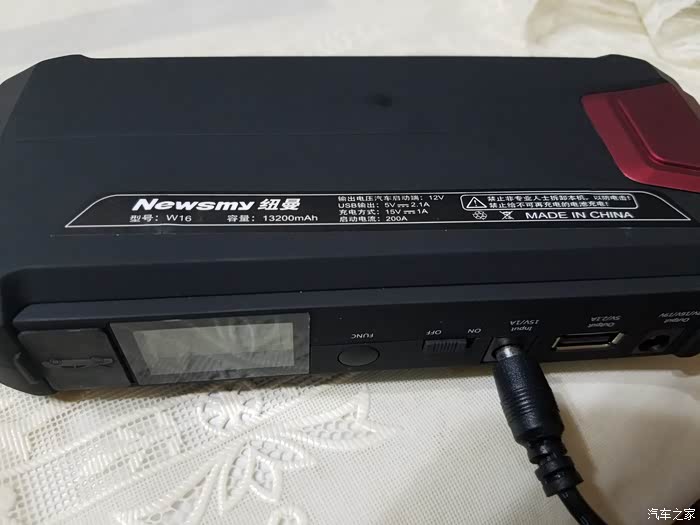 Newsmy 纽曼
型号：W16 容量：13200mAh
输出电压汽车启动端：12V
USB输出：5V⎓2.1A
充电方式：15V⎓1A
启动电流：200A
禁止非专业人士拆卸本机，以防电击！
禁止给不可再充电的电池充电！
MADE IN CHINA
FUNC
OFF ON
Input
15V/1A
Output
5V/2.1A
Output
汽车之家